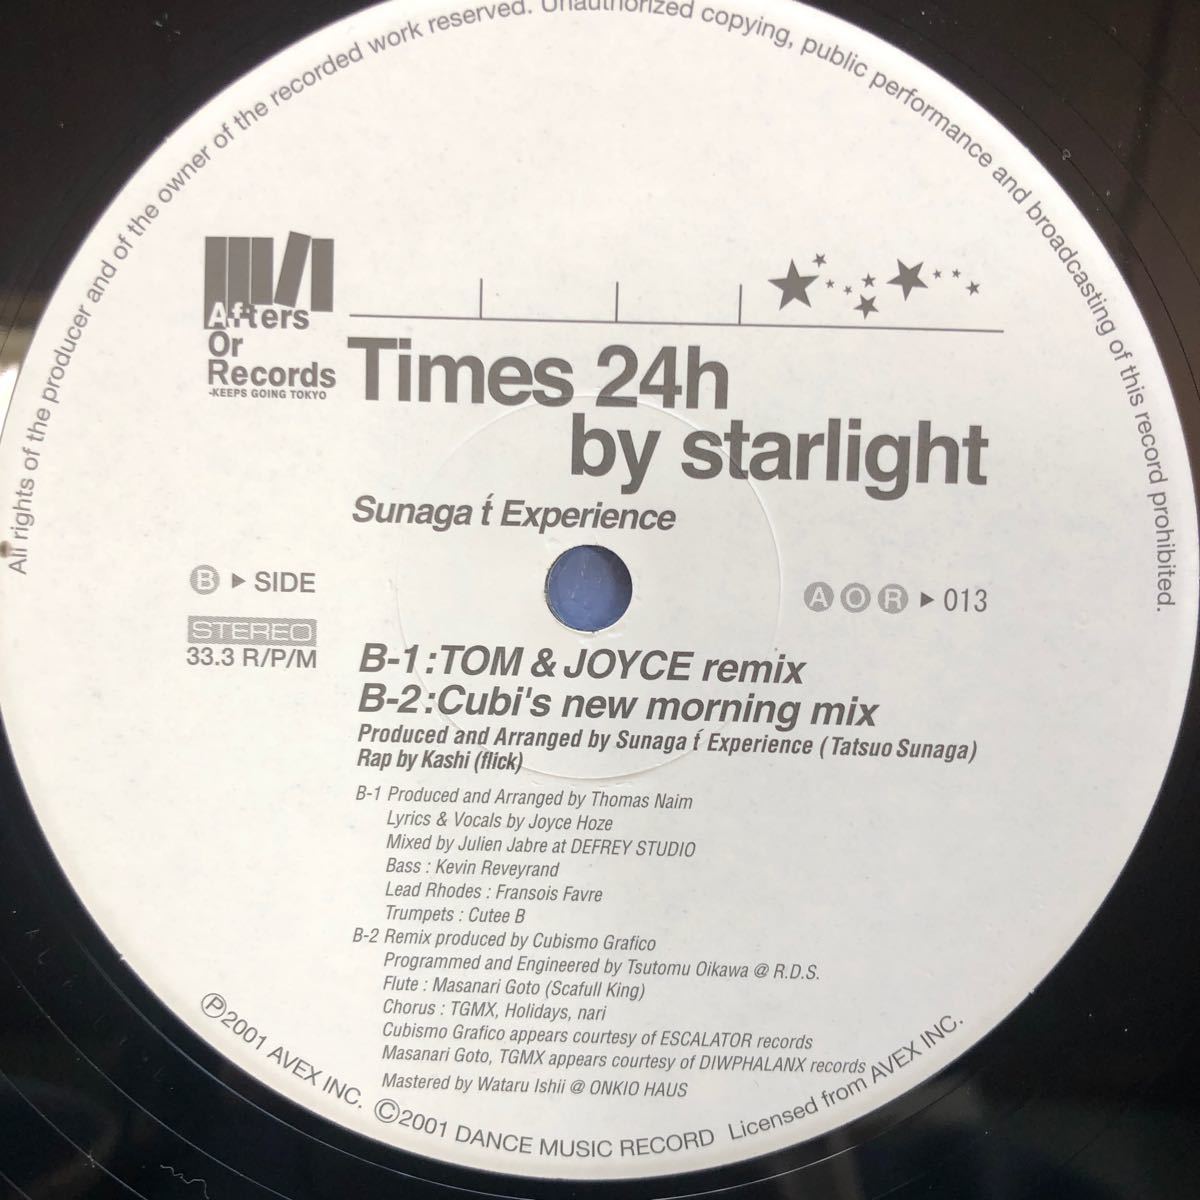 All rights of the producer and of the owner of the recorded work reserved. Unauthorized copying, public performance and broadcasting of this record prohibited.
Afters
Or
Records
-KEEPS GOING TOKYO
Times 24h
by starlight
Sunaga t́ Experience
B ▶ SIDE
A O R ▶ 013
STEREO
33.3 R/P/M
B-1:TOM & JOYCE remix
B-2:Cubi's new morning mix
Produced and Arranged by Sunaga t́ Experience (Tatsuo Sunaga)
Rap by Kashi (flick)
B-1 Produced and Arranged by Thomas Naim
Lyrics & Vocals by Joyce Hoze
Mixed by Julien Jabre at DEFREY STUDIO
Bass : Kevin Reveyrand
Lead Rhodes : Fransois Favre
Trumpets : Cutee B
B-2 Remix produced by Cubismo Grafico
Programmed and Engineered by Tsutomu Oikawa @ R.D.S.
Flute : Masanari Goto (Scafull King)
Chorus : TGMX, Holidays, nari
Cubismo Grafico appears courtesy of ESCALATOR records
Masanari Goto, TGMX appears courtesy of DIWPHALANX records
Mastered by Wataru Ishii @ ONKIO HAUS
Ⓟ2001 AVEX INC. ©2001 DANCE MUSIC RECORD Licensed from AVEX INC.